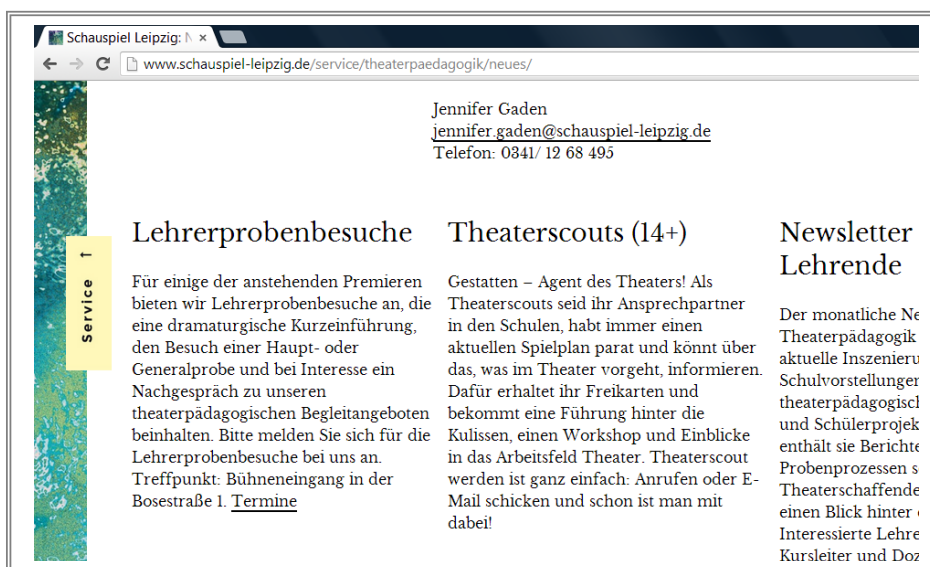 Schauspiel Leipzig: N
www.schauspiel-leipzig.de/service/theaterpaedagogik/neues/
Jennifer Gaden
jennifer.gaden@schauspiel-leipzig.de
Telefon: 0341/ 12 68 495
Service
Lehrerprobenbesuche
Für einige der anstehenden Premieren
bieten wir Lehrerprobenbesuche an, die
eine dramaturgische Kurzeinführung,
den Besuch einer Haupt- oder
Generalprobe und bei Interesse ein
Nachgespräch zu unseren
theaterpädagogischen Begleitangeboten
beinhalten. Bitte melden Sie sich für die
Lehrerprobenbesuche bei uns an.
Treffpunkt: Bühneneingang in der
Bosestraße 1. Termine
Theaterscouts (14+)
Gestatten – Agent des Theaters! Als
Theaterscouts seid ihr Ansprechpartner
in den Schulen, habt immer einen
aktuellen Spielplan parat und könnt über
das, was im Theater vorgeht, informieren.
Dafür erhaltet ihr Freikarten und
bekommt eine Führung hinter die
Kulissen, einen Workshop und Einblicke
in das Arbeitsfeld Theater. Theaterscout
werden ist ganz einfach: Anrufen oder E-
Mail schicken und schon ist man mit
dabei!
Newsletter
Lehrende
Der monatliche Ne
Theaterpädagogik
aktuelle Inszenieru
Schulvorstellungen
theaterpädagogisch
und Schülerprojek
enthält sie Berichte
Probenprozessen s
Theaterschaffende
einen Blick hinter
Interessierte Lehre
Kursleiter und Doz